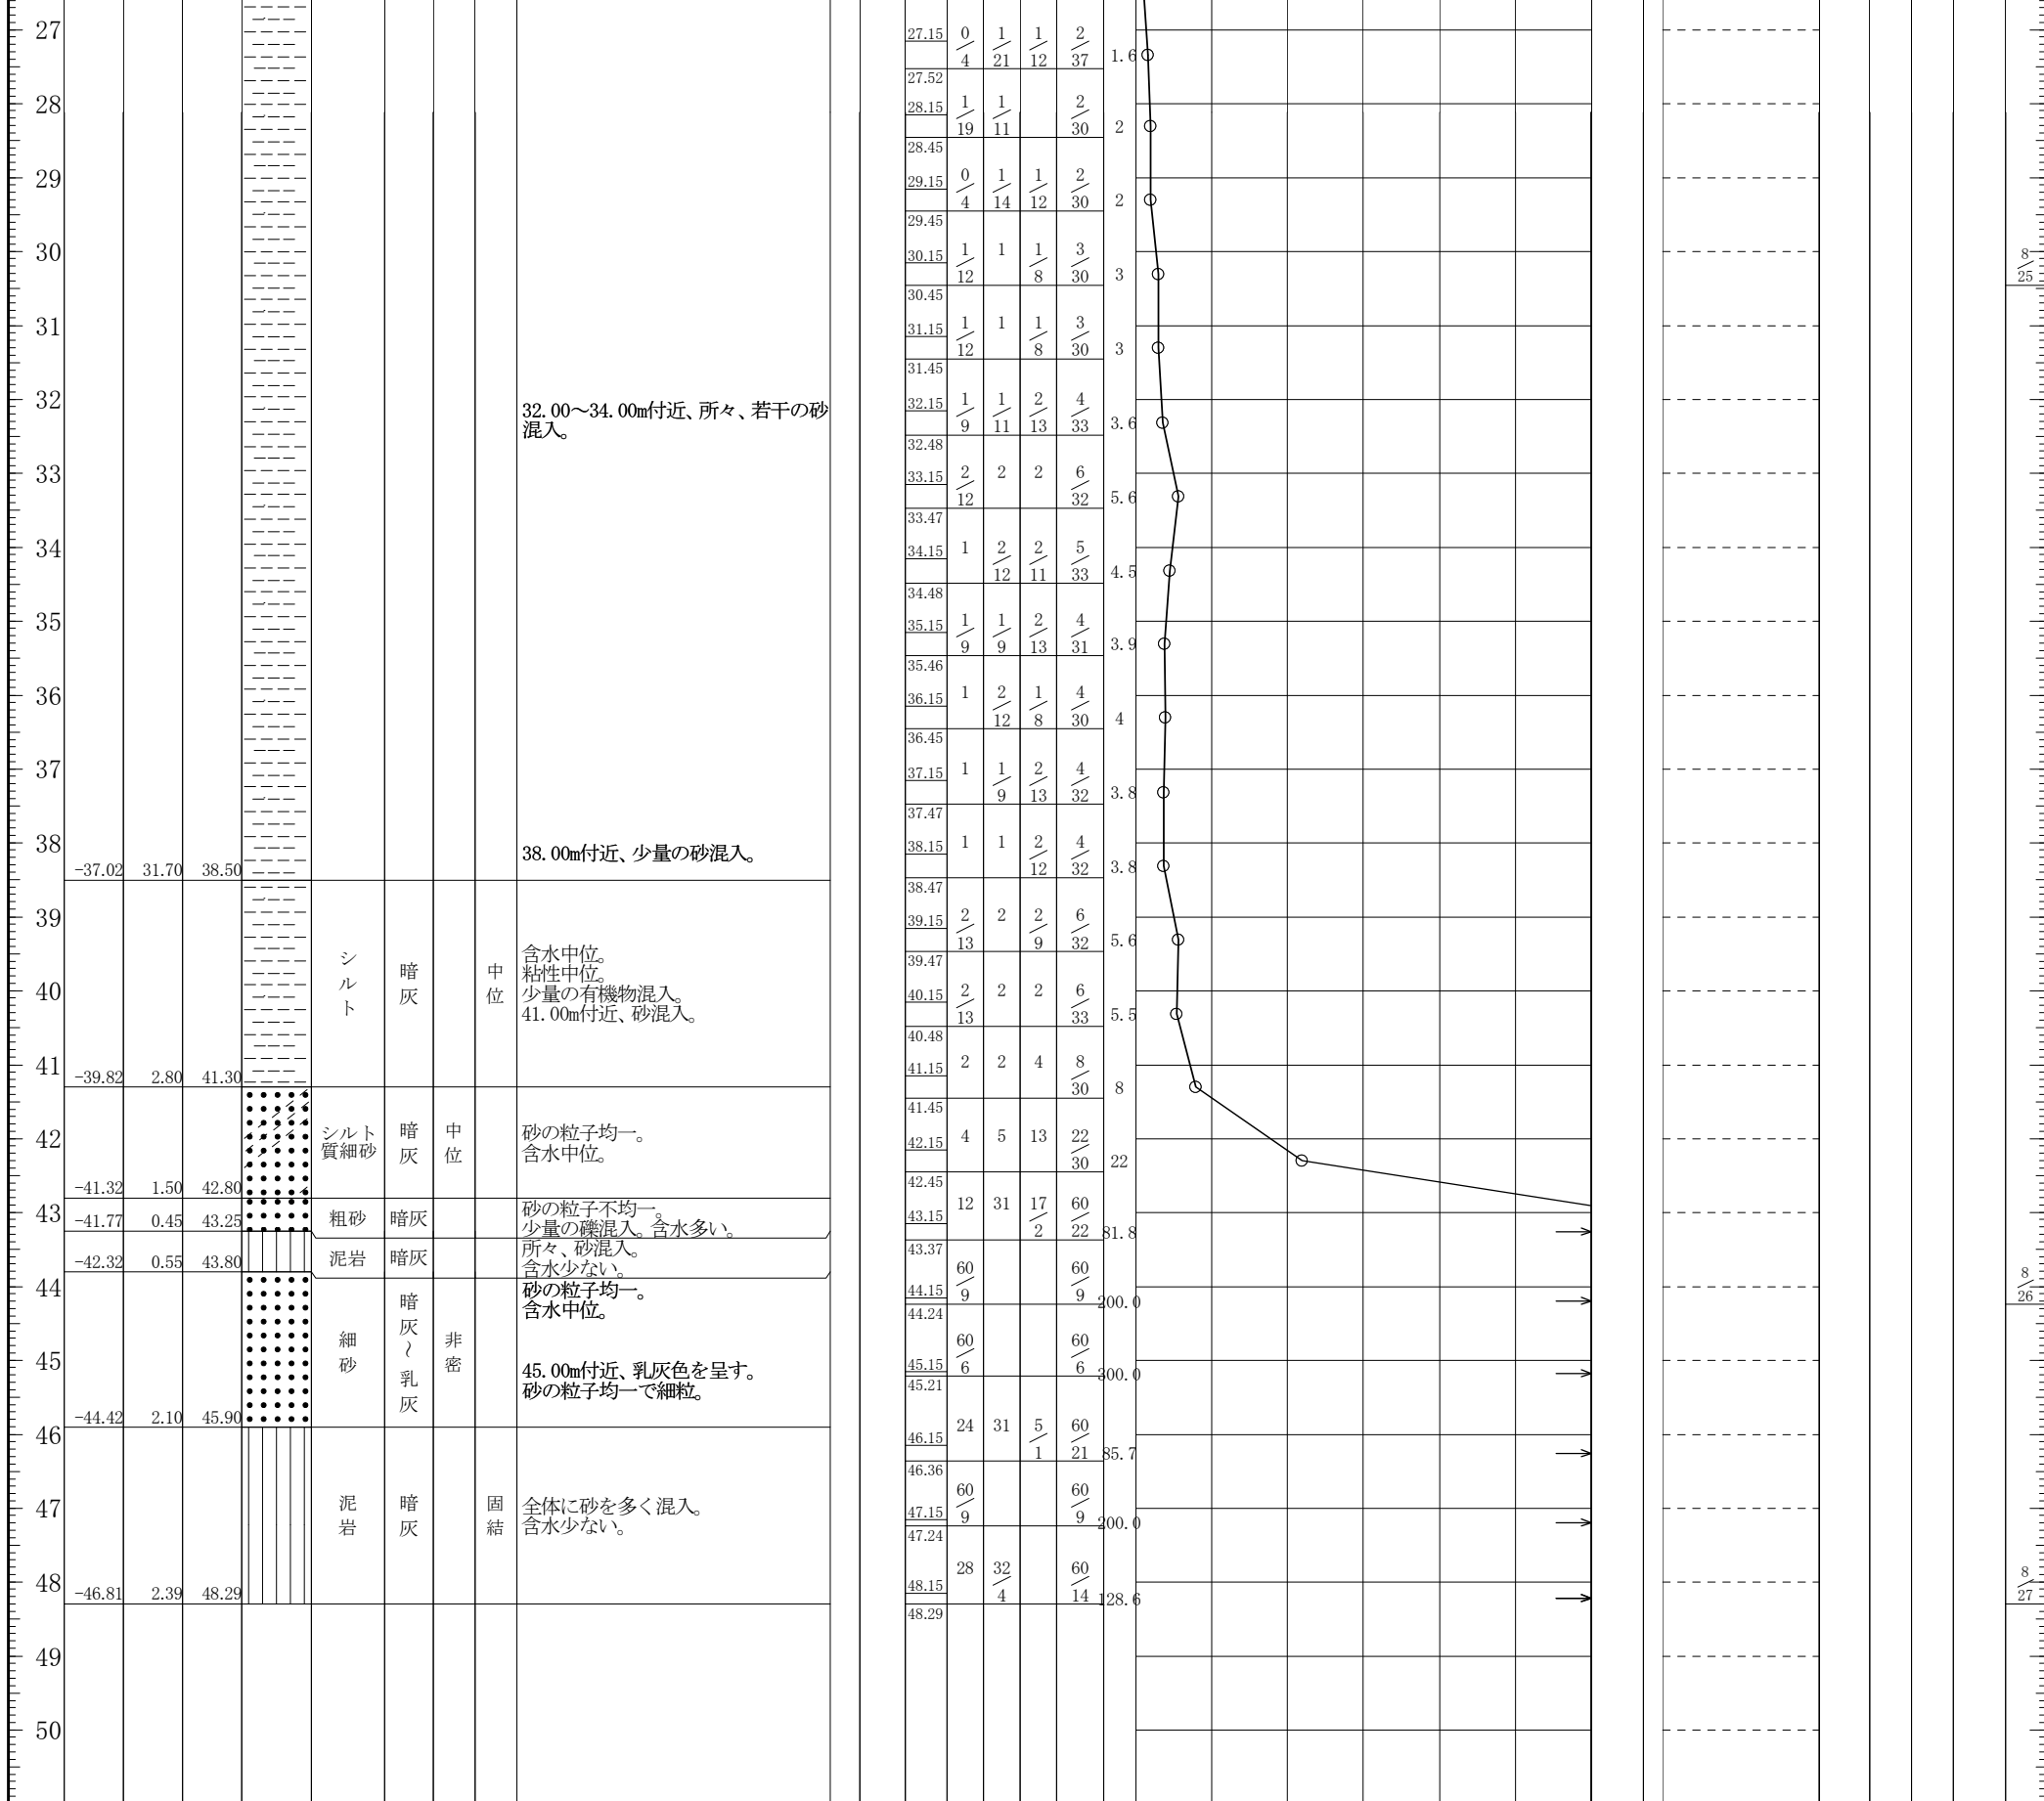 27
27.15 0/4 1/21 1/12 2/37 1.6
27.52
28
28.15 1/19 1/11 2/30 2
28.45
29
29.15 0/4 1/14 1/12 2/30 2
29.45
30
30.15 1/12 1 1/8 3/30 3
8/25
30.45
31
31.15 1/12 1 1/8 3/30 3
31.45
32
32.00～34.00m付近、所々、若干の砂
混入。
32.15 1/9 1/11 2/13 4/33 3.6
32.48
33
33.15 2/12 2 2 6/32 5.6
33.47
34
34.15 1 2/12 2/11 5/33 4.5
34.48
35
35.15 1/9 1/9 2/13 4/31 3.9
35.46
36
36.15 1 2/12 1/8 4/30 4
36.45
37
37.15 1 1/9 2/13 4/32 3.8
37.47
38
38.00m付近、少量の砂混入。
38.15 1 1 2/12 4/32 3.8
-37.02 31.70 38.50
38.47
39
39.15 2/13 2 2/9 6/32 5.6
39.47
シルト
暗灰
中位
含水中位。
粘性中位。
少量の有機物混入。
41.00m付近、砂混入。
40
40.15 2/13 2 2 6/33 5.5
40.48
41
41.15 2 2 4 8/30 8
-39.82 2.80 41.30
41.45
42
シルト
質細砂
暗灰
中位
砂の粒子均一。
含水中位。
42.15 4 5 13 22/30 22
-41.32 1.50 42.80
42.45
43
粗砂
暗灰
砂の粒子不均一。
少量の礫混入。含水多い。
43.15 12 31 17/2 60/22 81.8
-41.77 0.45 43.25
43.37
泥岩
暗灰
所々、砂混入。
含水少ない。
-42.32 0.55 43.80
44
44.15 60/9 60/9 200.0
8/26
44.24
細砂
暗灰～乳灰
非密
砂の粒子均一。
含水中位。
45.00m付近、乳灰色を呈す。
砂の粒子均一で細粒。
45
45.15 60/6 60/6 300.0
45.21
-44.42 2.10 45.90
46
46.15 24 31 5/1 60/21 85.7
46.36
47
泥岩
暗灰
固結
全体に砂を多く混入。
含水少ない。
47.15 60/9 60/9 200.0
47.24
48
48.15 28 32/4 60/14 128.6
8/27
-46.81 2.39 48.29
48.29
49
50